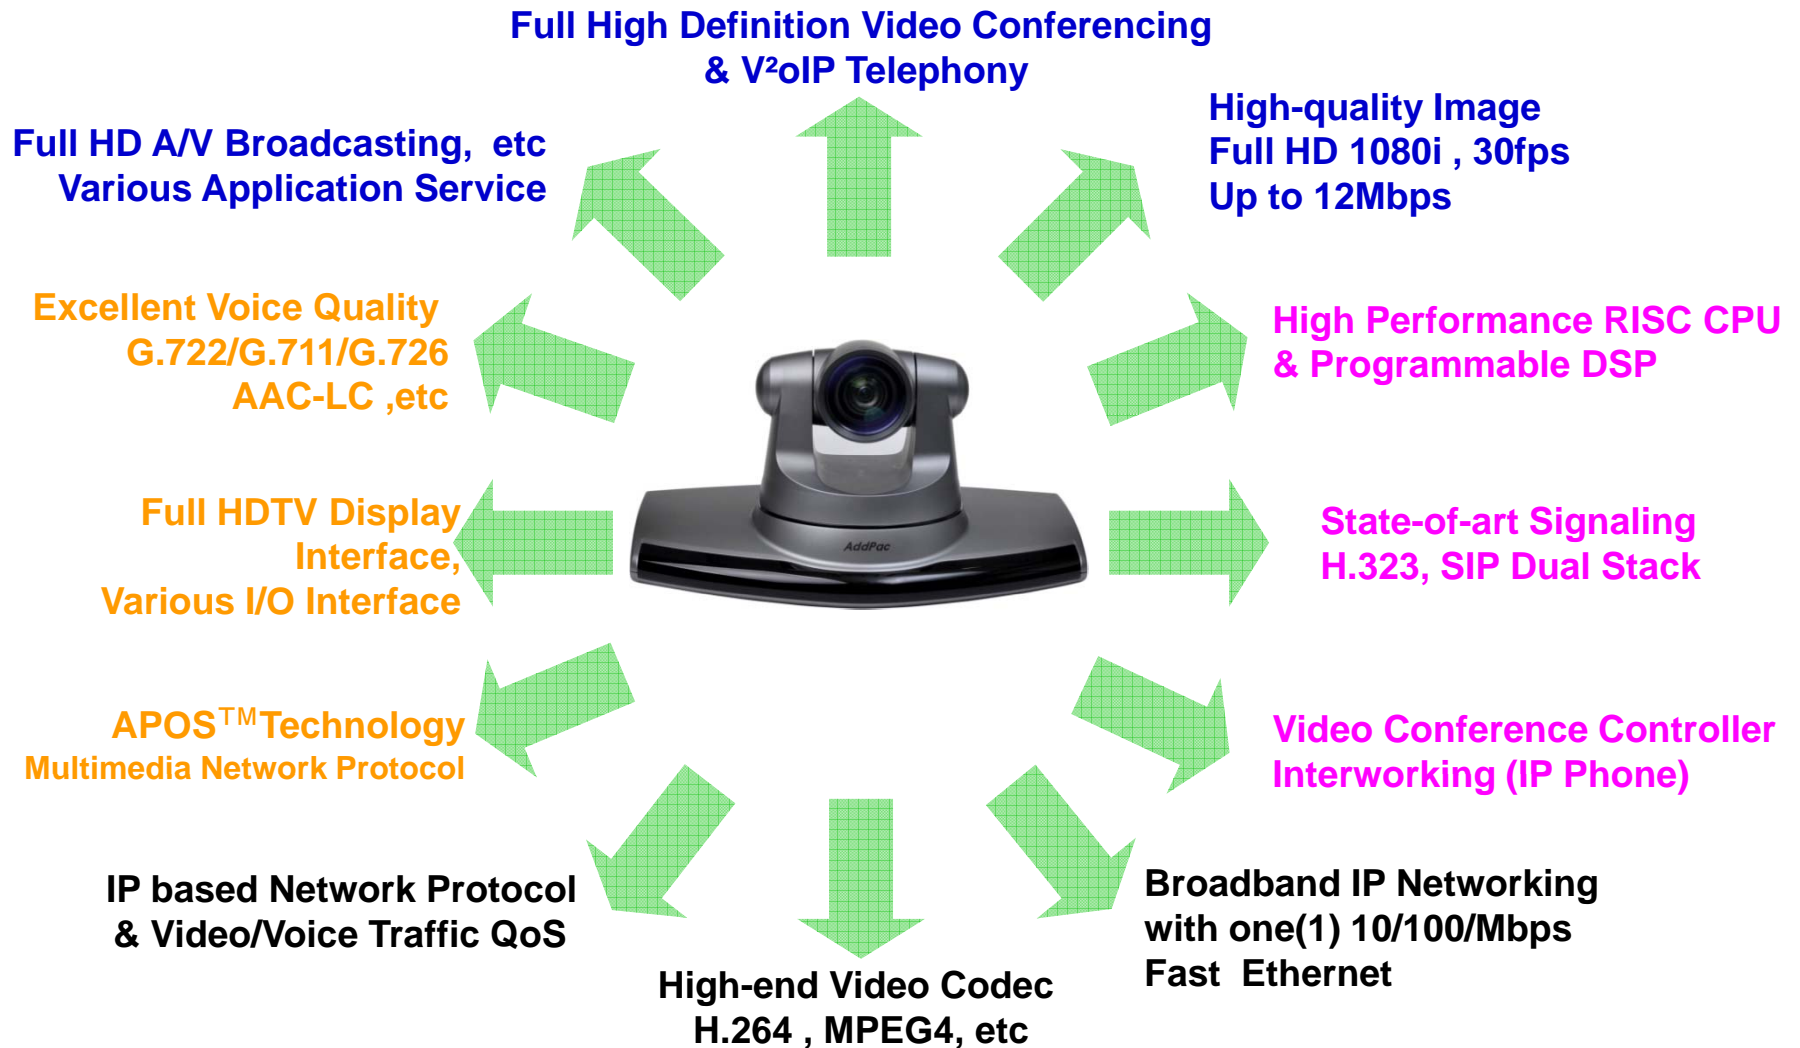 Full High Definition Video Conferencing
& V²oIP Telephony
Full HD A/V Broadcasting, etc
Various Application Service
High-quality Image
Full HD 1080i , 30fps
Up to 12Mbps
Excellent Voice Quality
G.722/G.711/G.726
AAC-LC ,etc
High Performance RISC CPU
& Programmable DSP
Full HDTV Display
Interface,
Various I/O Interface
AddPac
State-of-art Signaling
H.323, SIP Dual Stack
APOS™Technology
Multimedia Network Protocol
Video Conference Controller
Interworking (IP Phone)
IP based Network Protocol
& Video/Voice Traffic QoS
High-end Video Codec
H.264 , MPEG4, etc
Broadband IP Networking
with one(1) 10/100/Mbps
Fast Ethernet